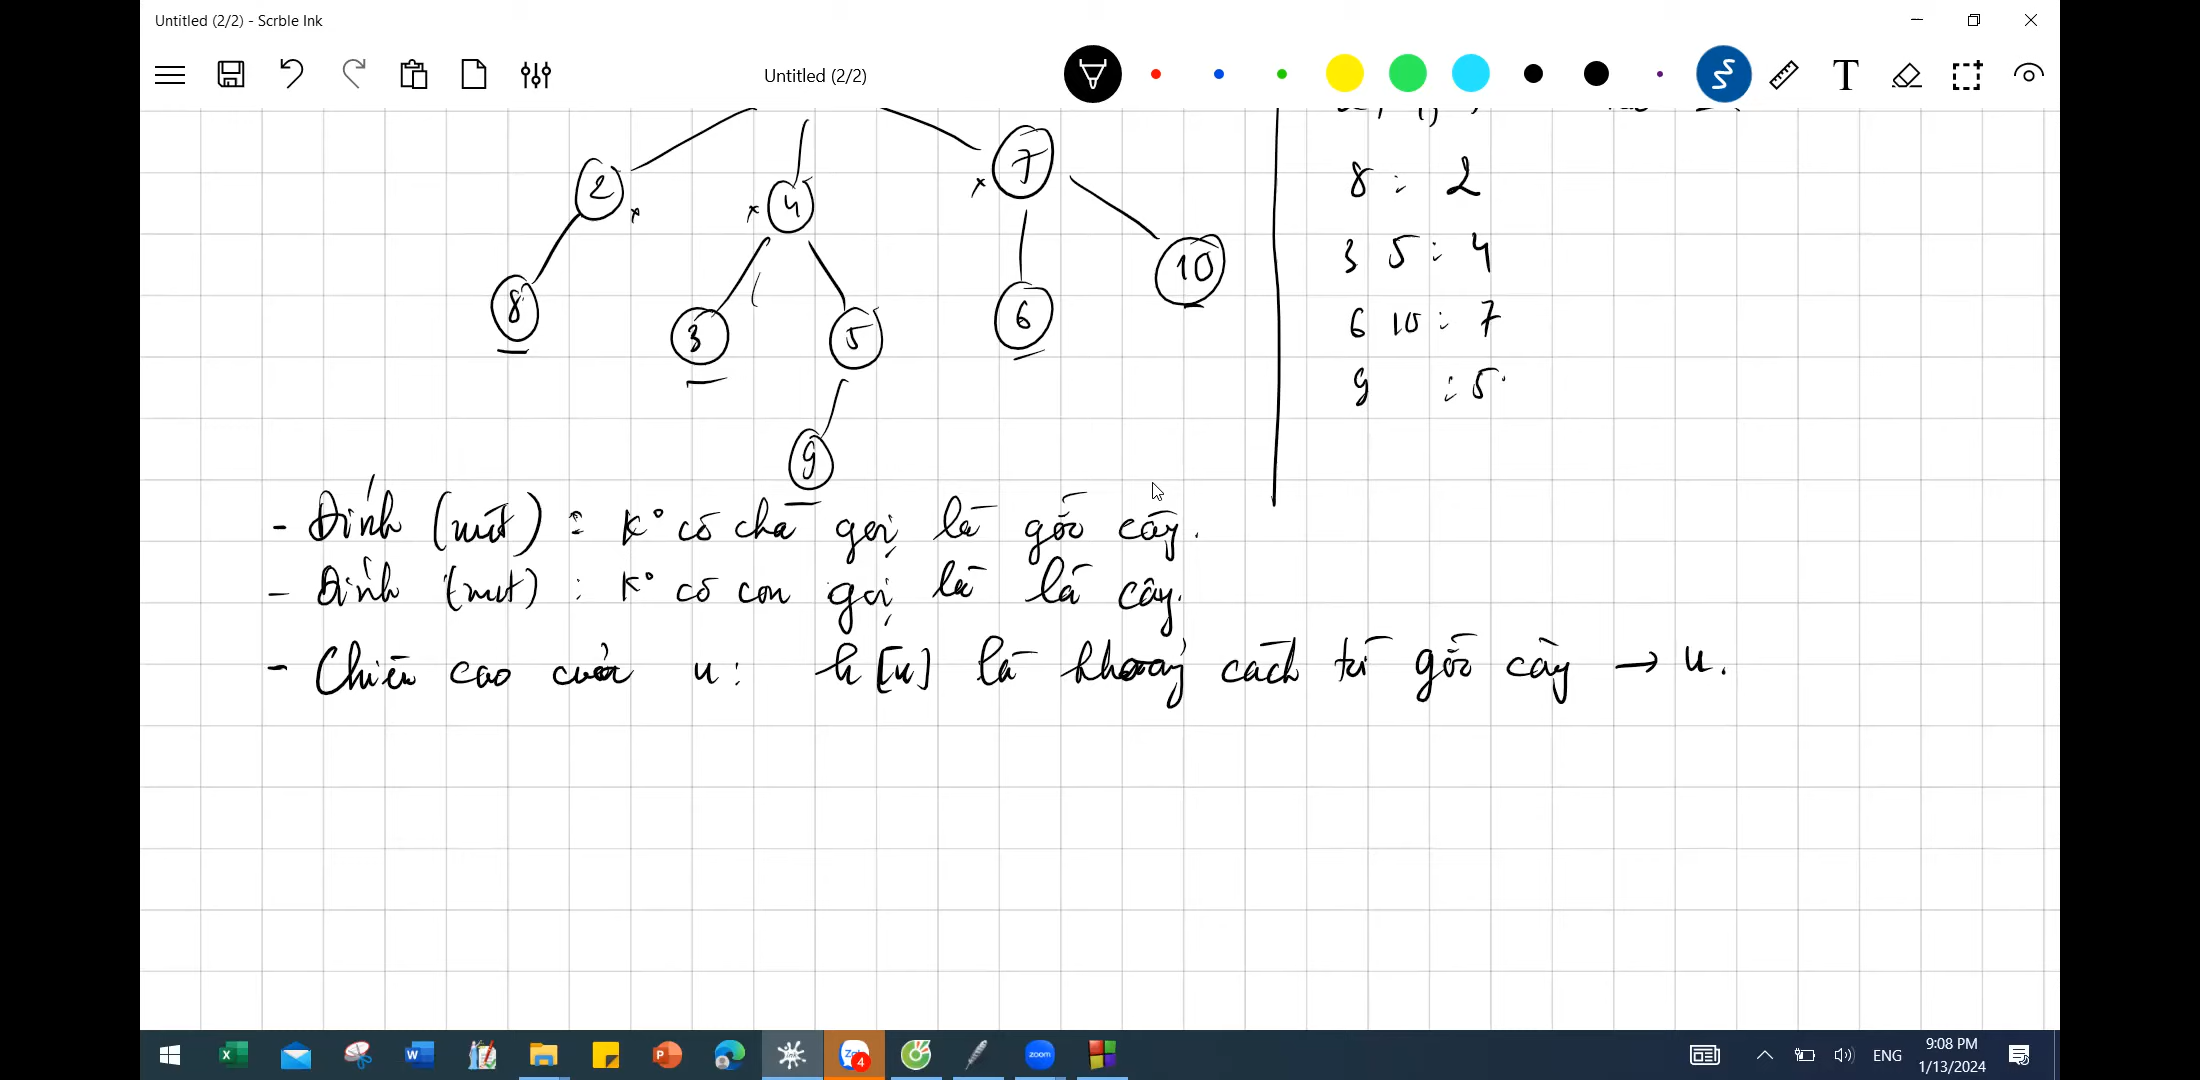 Untitled (2/2) - Scrble Ink
Untitled (2/2)
T
2
4
7
8
3
5
6
10
9
8 : 2
3 5 : 4
6 10 : 7
9 : 5
- Đỉnh (nút) : K° có cha gọi là gốc cây.
- Đỉnh (nút) : K° có con gọi là lá cây.
- Chiều cao của u: h[u] là khoảng cách từ gốc cây → u.
4
zoom
ENG
9:08 PM
1/13/2024